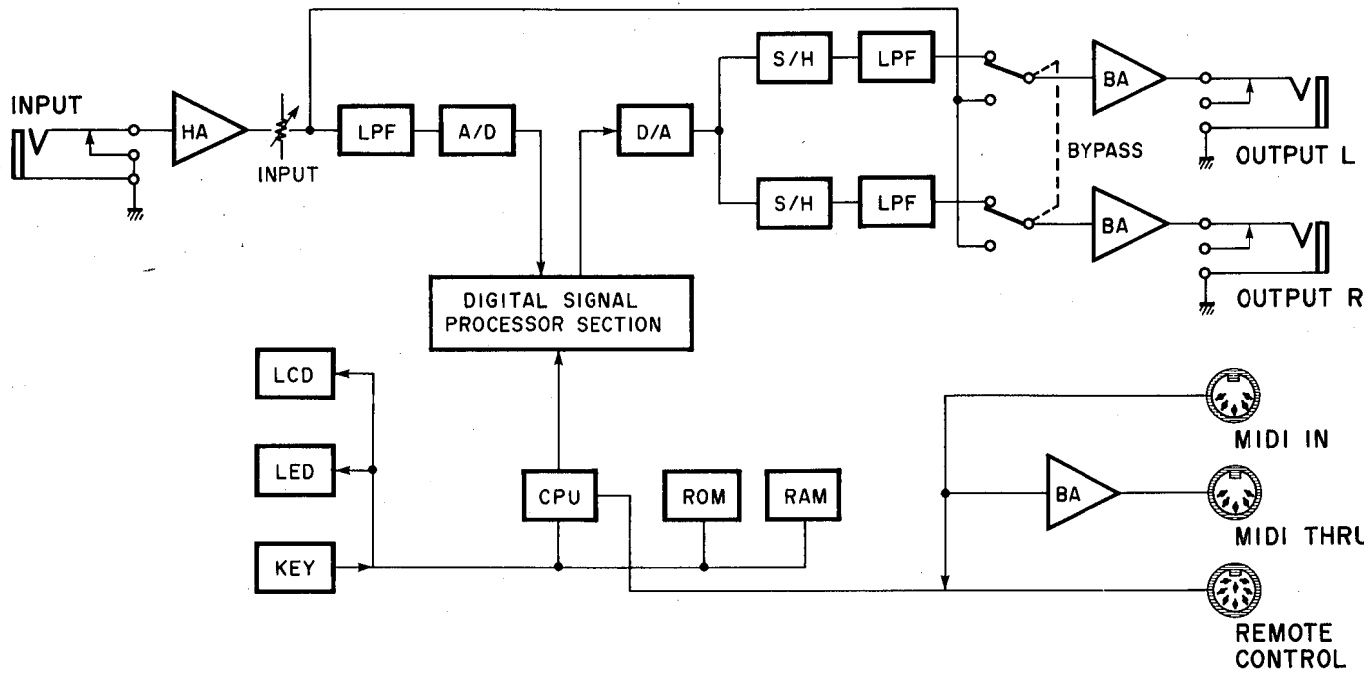 INPUT
HA
INPUT
LPF
A/D
D/A
S/H
LPF
S/H
LPF
BYPASS
BA
OUTPUT L
BA
OUTPUT R
DIGITAL SIGNAL
PROCESSOR SECTION
LCD
LED
KEY
CPU
ROM
RAM
BA
MIDI IN
MIDI THRU
REMOTE
CONTROL